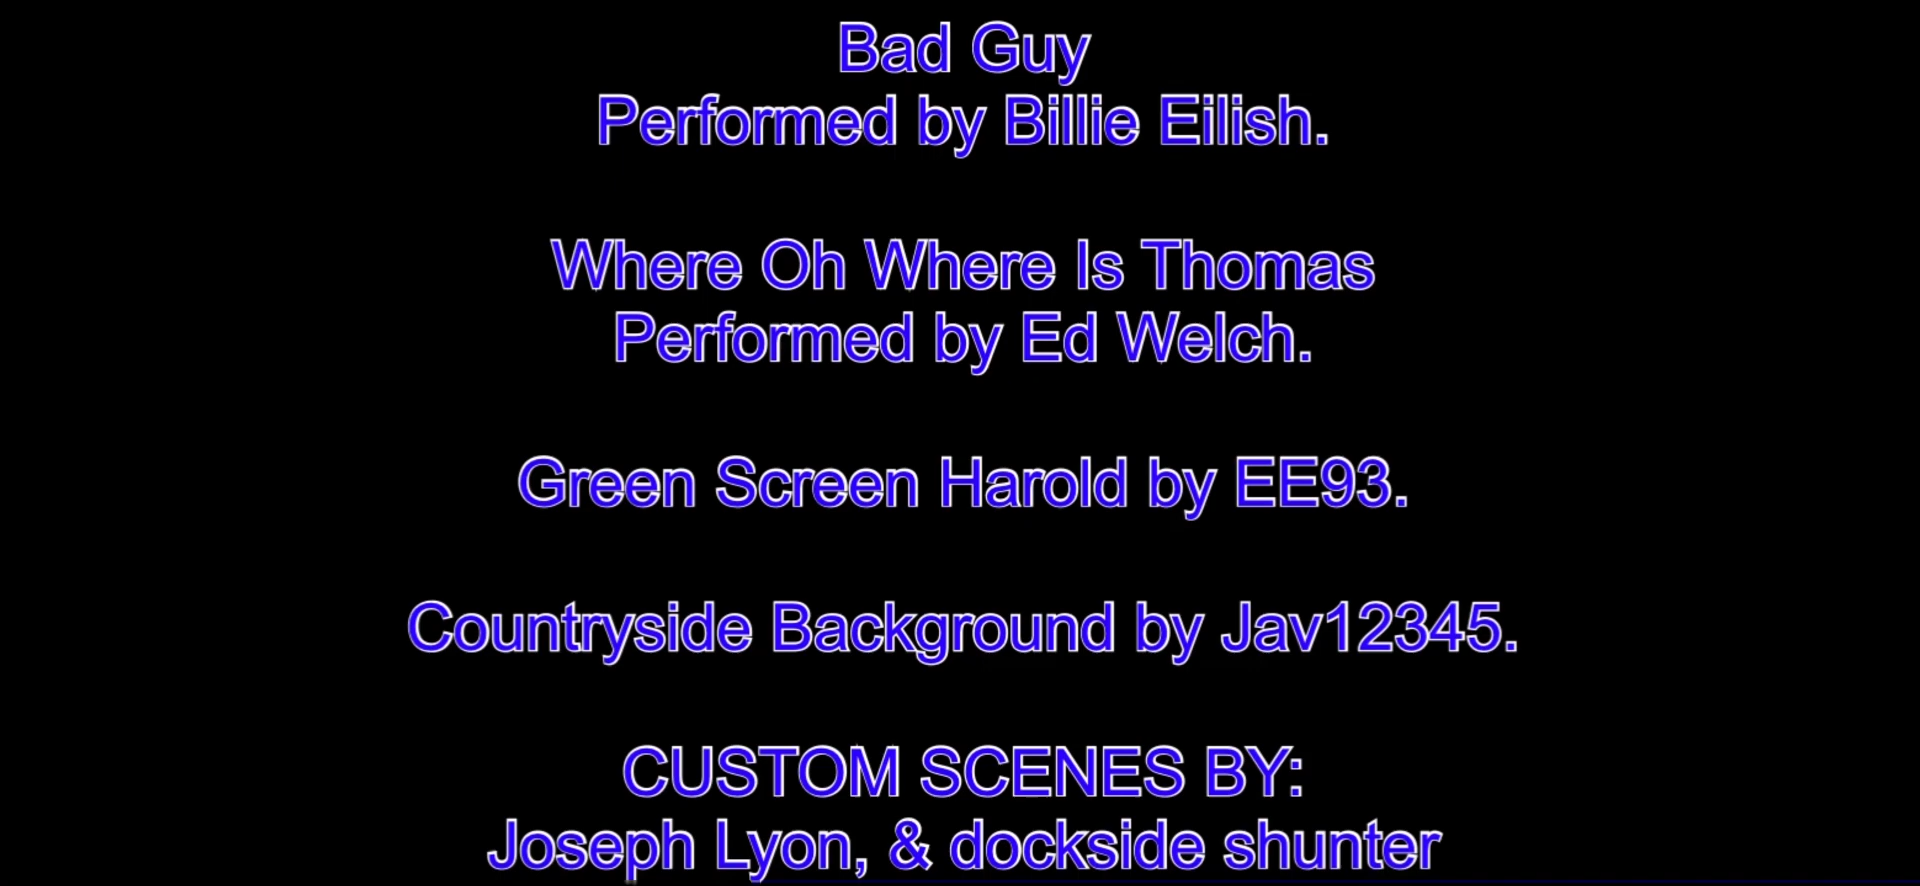 Bad Guy
Performed by Billie Eilish.
Where Oh Where Is Thomas
Performed by Ed Welch.
Green Screen Harold by EE93.
Countryside Background by Jav12345.
CUSTOM SCENES BY:
Joseph Lyon, & dockside shunter